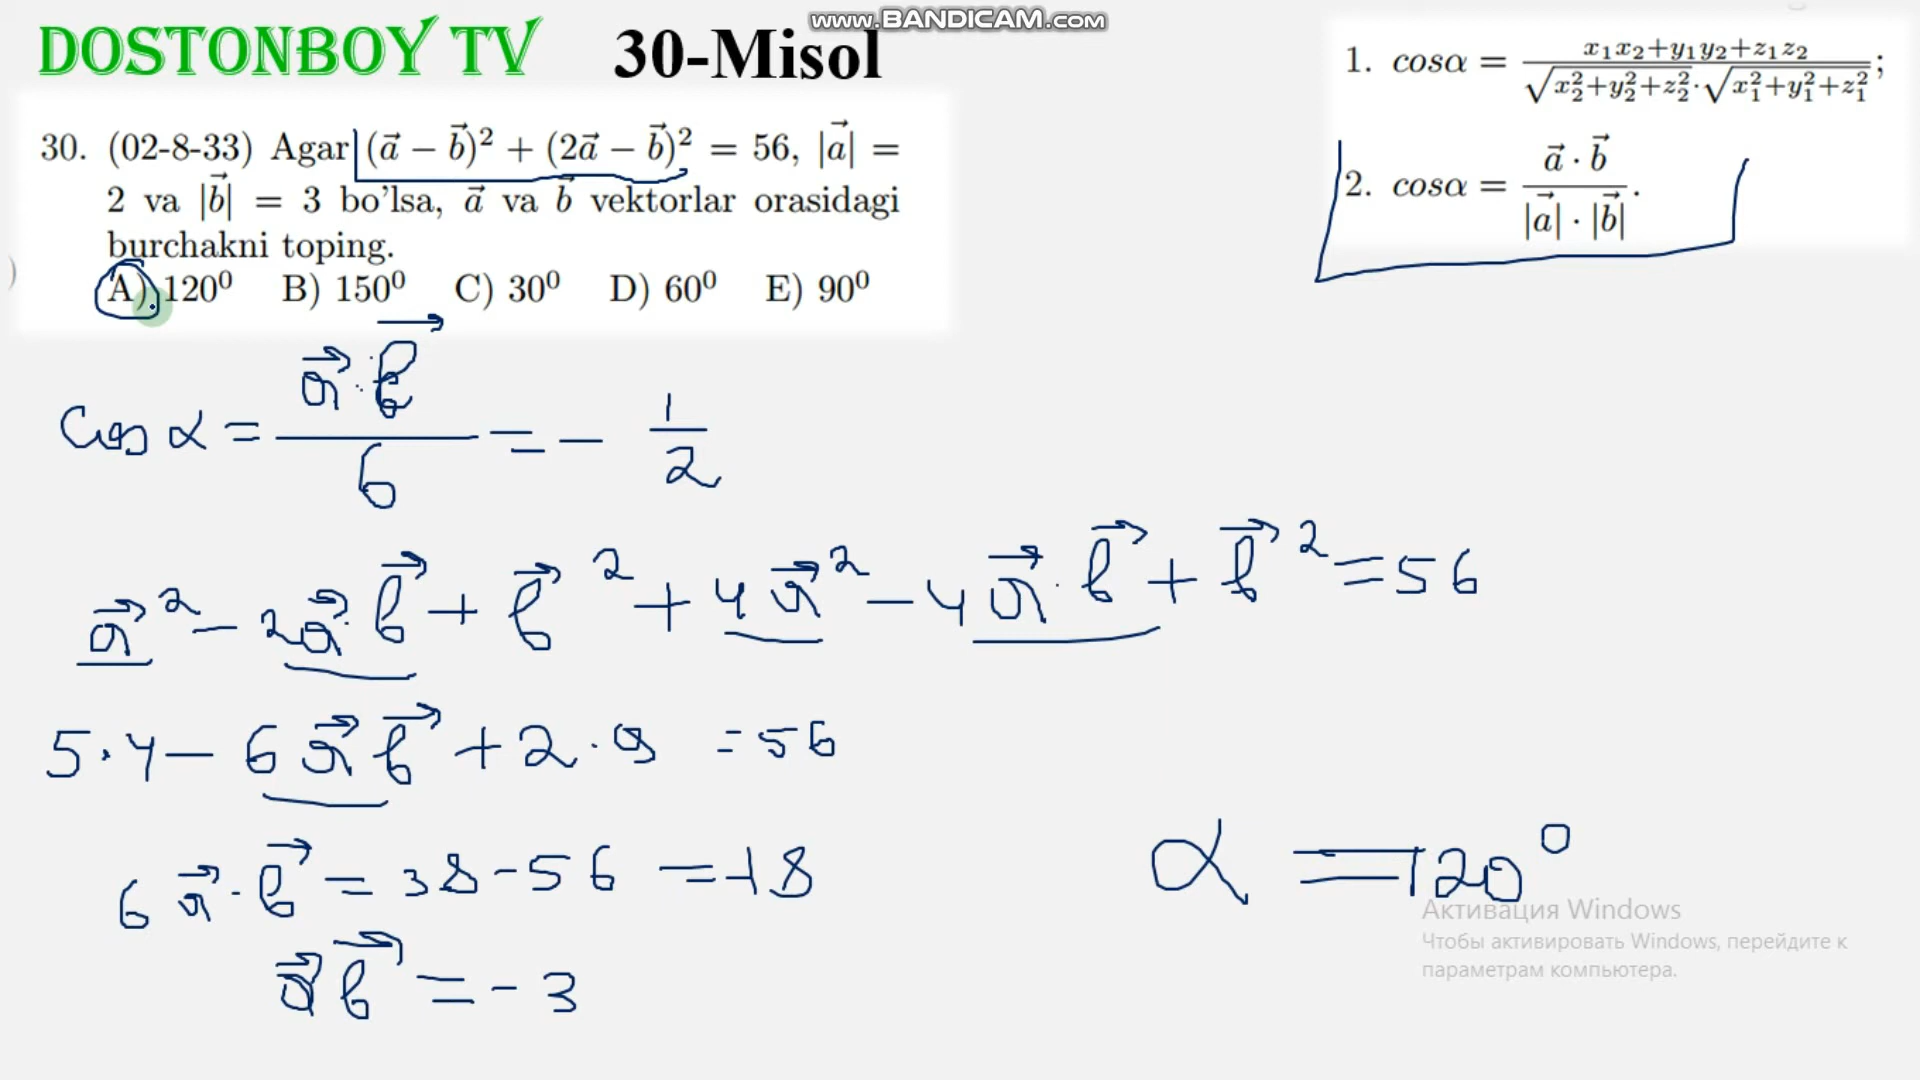 www.BANDICAM.com
DOSTONBOY TV
30-Misol
30. (02-8-33) Agar (a⃗ − b⃗)² + (2a⃗ − b⃗)² = 56, |a⃗| =
2 va |b⃗| = 3 bo'lsa, a⃗ va b⃗ vektorlar orasidagi
burchakni toping.
A) 120⁰ B) 150⁰ C) 30⁰ D) 60⁰ E) 90⁰
1. cosα = (x₁x₂+y₁y₂+z₁z₂)/(√(x₂²+y₂²+z₂²)·√(x₁²+y₁²+z₁²));
2. cosα = (a⃗ · b⃗)/(|a⃗| · |b⃗|).
Cos α = (a⃗ · b⃗)/6 = − 1/2
a⃗² − 2a⃗·b⃗ + b⃗² + 4a⃗² − 4a⃗·b⃗ + b⃗² = 56
5·4 − 6a⃗b⃗ + 2·9 = 56
6a⃗·b⃗ = 38 − 56 = −18
a⃗b⃗ = −3
α = 120°
Активация Windows
Чтобы активировать Windows, перейдите к
параметрам компьютера.